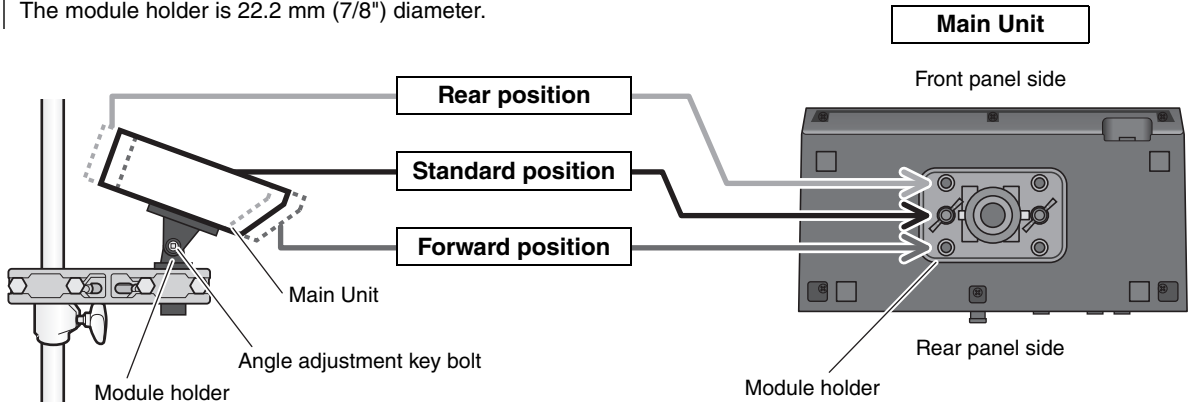 The module holder is 22.2 mm (7/8") diameter.
Main Unit
Front panel side
Rear position
Standard position
Forward position
Main Unit
Angle adjustment key bolt
Module holder
Rear panel side
Module holder